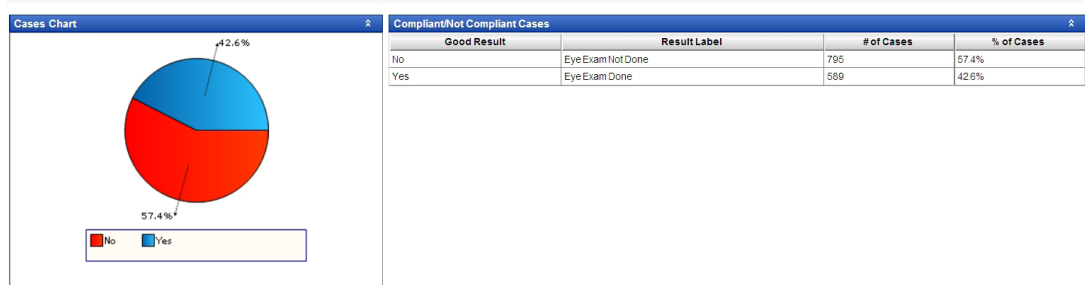 Cases Chart
42.6%
57.4%
No Yes
Compliant/Not Compliant Cases
Good Result Result Label # of Cases % of Cases
No Eye Exam Not Done 795 57.4%
Yes Eye Exam Done 589 42.6%